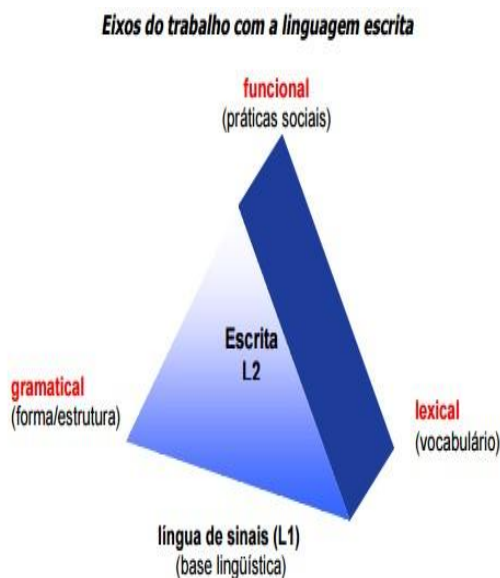 Eixos do trabalho com a linguagem escrita
funcional
(práticas sociais)
Escrita
L2
gramatical
(forma/estrutura)
lexical
(vocabulário)
língua de sinais (L1)
(base lingüística)